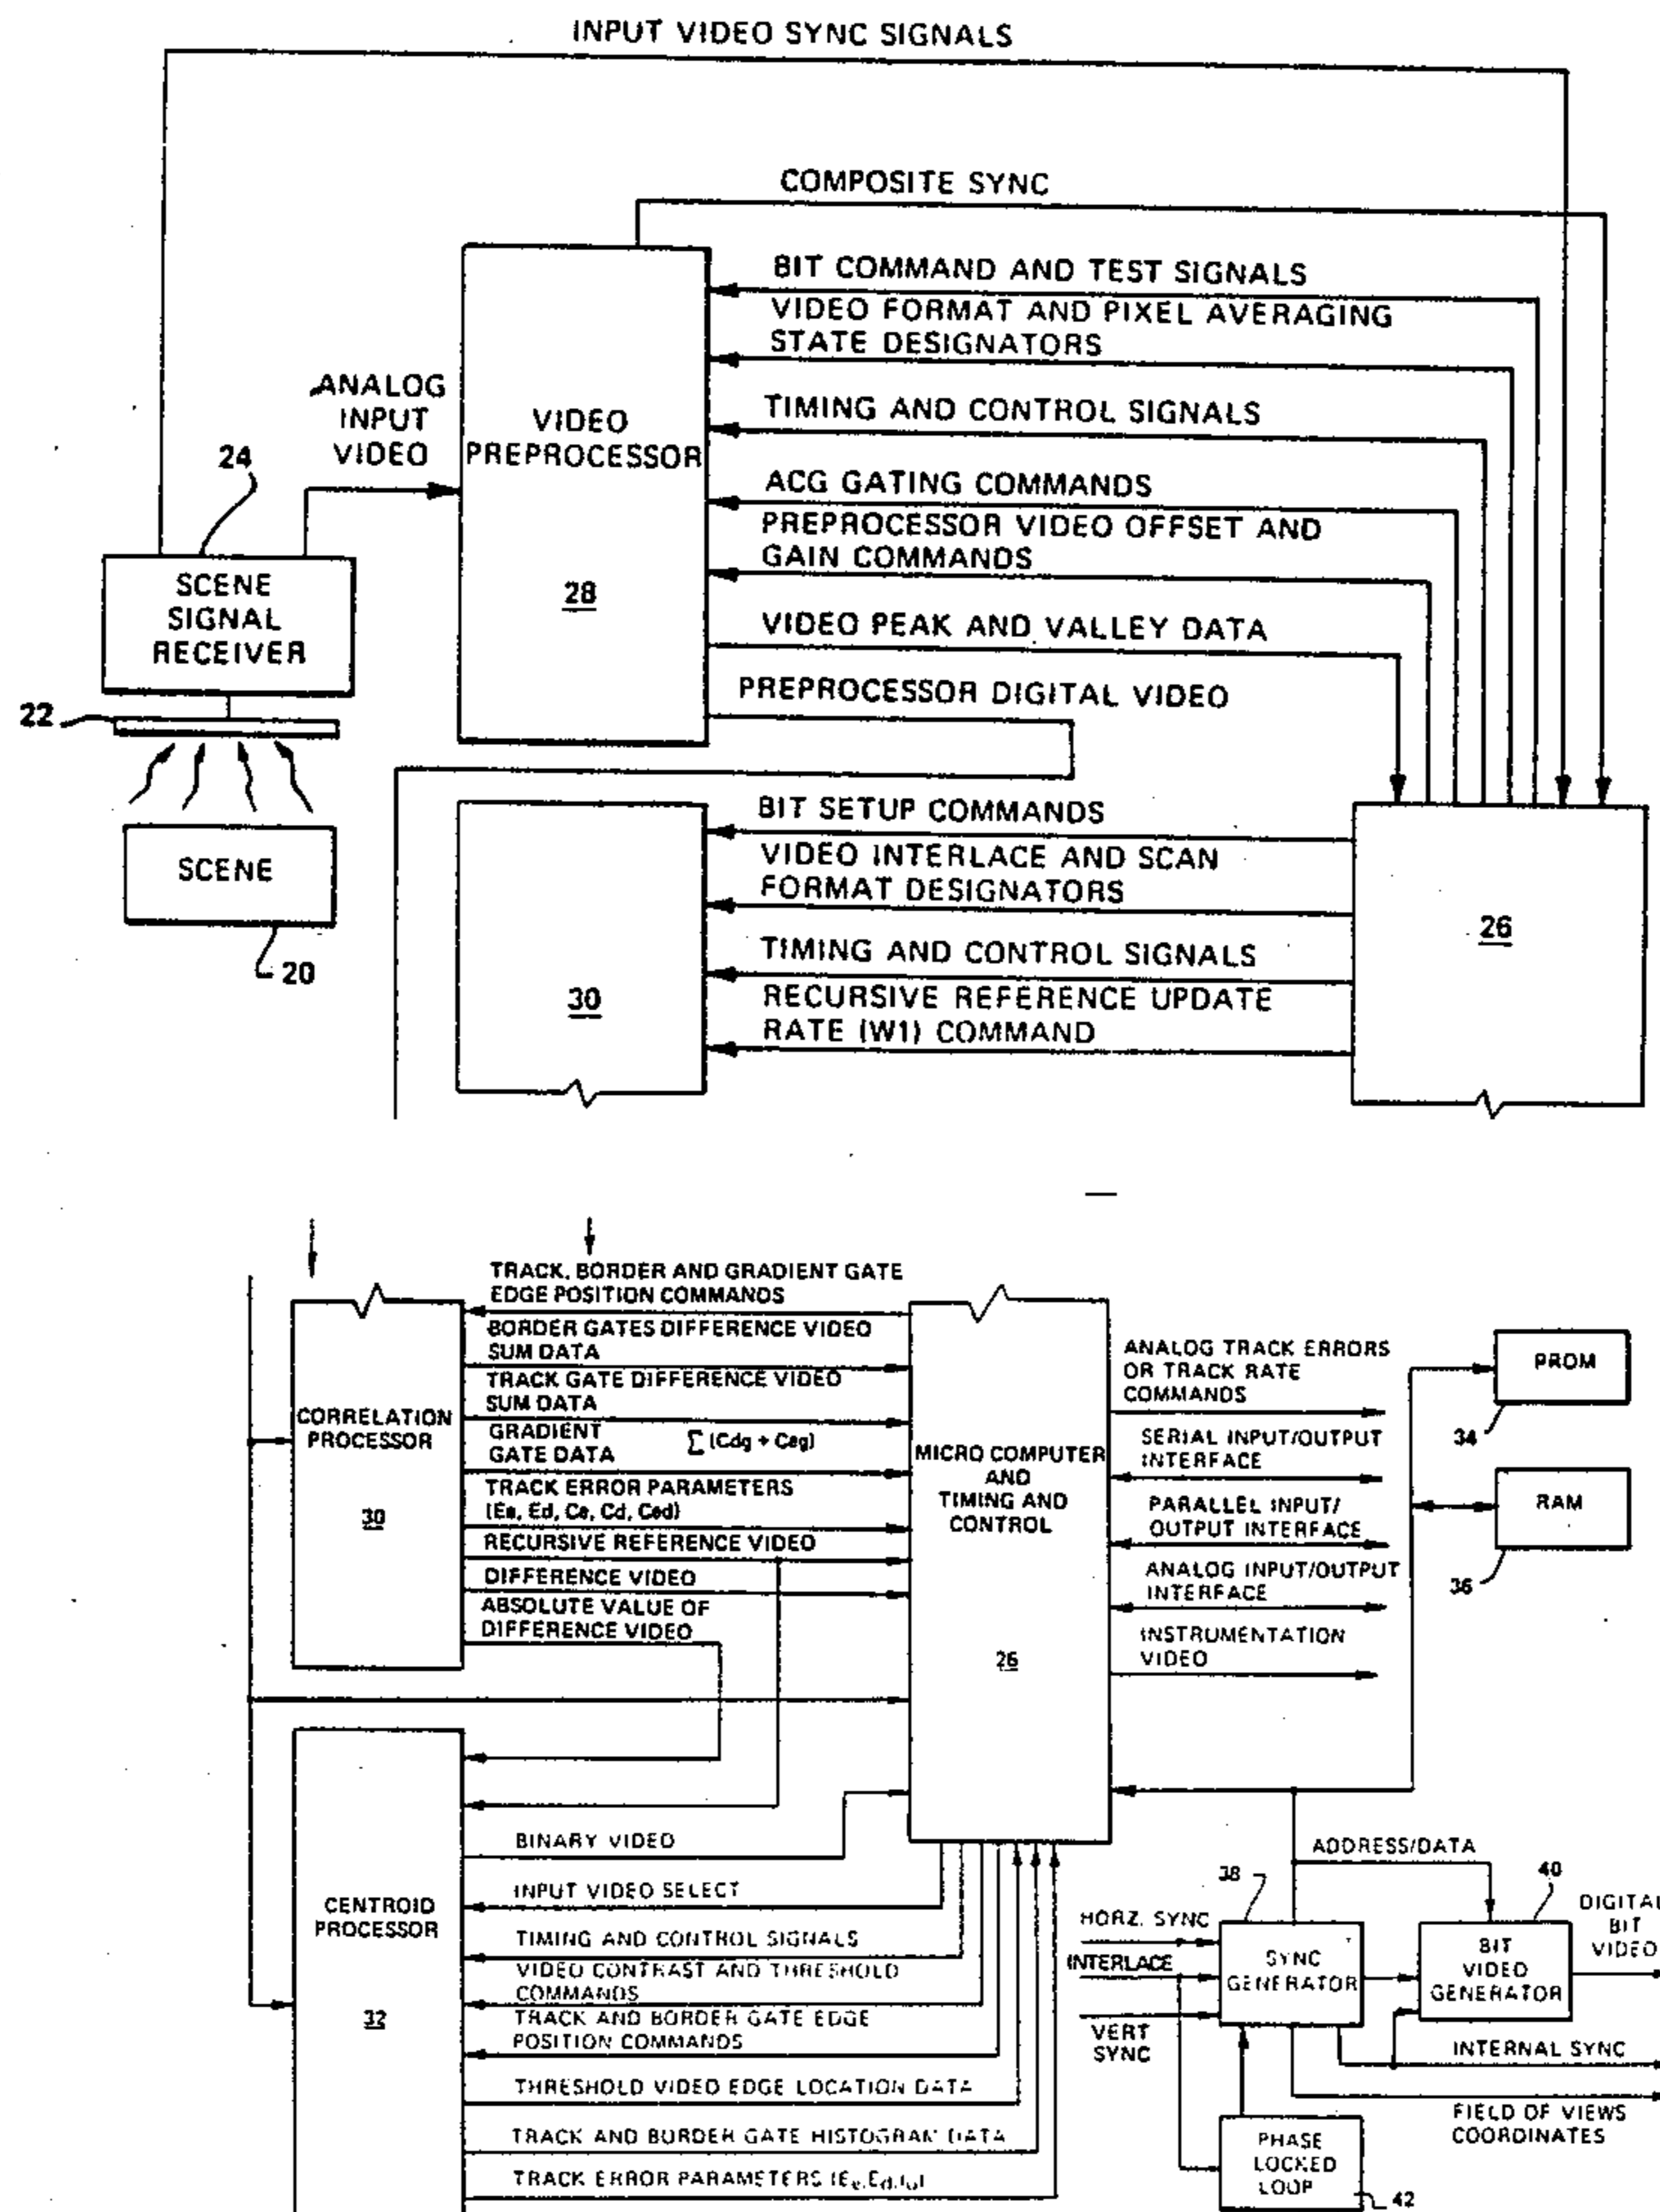 INPUT VIDEO SYNC SIGNALS
COMPOSITE SYNC
BIT COMMAND AND TEST SIGNALS
VIDEO FORMAT AND PIXEL AVERAGING
STATE DESIGNATORS
ANALOG
INPUT
VIDEO
VIDEO
PREPROCESSOR
28
TIMING AND CONTROL SIGNALS
24
ACG GATING COMMANDS
PREPROCESSOR VIDEO OFFSET AND
GAIN COMMANDS
SCENE
SIGNAL
RECEIVER
VIDEO PEAK AND VALLEY DATA
PREPROCESSOR DIGITAL VIDEO
22
SCENE
20
BIT SETUP COMMANDS
VIDEO INTERLACE AND SCAN
FORMAT DESIGNATORS
26
TIMING AND CONTROL SIGNALS
30
RECURSIVE REFERENCE UPDATE
RATE (W1) COMMAND
TRACK, BORDER AND GRADIENT GATE
EDGE POSITION COMMANDS
BORDER GATES DIFFERENCE VIDEO
SUM DATA
TRACK GATE DIFFERENCE VIDEO
SUM DATA
CORRELATION
PROCESSOR
30
GRADIENT
GATE DATA
∑ (Cdg + Ceg)
TRACK ERROR PARAMETERS
(Ee, Ed, Ce, Cd, Ced)
RECURSIVE REFERENCE VIDEO
DIFFERENCE VIDEO
ABSOLUTE VALUE OF
DIFFERENCE VIDEO
MICRO COMPUTER
AND
TIMING AND
CONTROL
26
ANALOG TRACK ERRORS
OR TRACK RATE
COMMANDS
SERIAL INPUT/OUTPUT
INTERFACE
PARALLEL INPUT/
OUTPUT INTERFACE
ANALOG INPUT/OUTPUT
INTERFACE
INSTRUMENTATION
VIDEO
PROM
34
RAM
36
BINARY VIDEO
INPUT VIDEO SELECT
CENTROID
PROCESSOR
32
TIMING AND CONTROL SIGNALS
VIDEO CONTRAST AND THRESHOLD
COMMANDS
TRACK AND BORDER GATE EDGE
POSITION COMMANDS
THRESHOLD VIDEO EDGE LOCATION DATA
TRACK AND BORDER GATE HISTOGRAM DATA
TRACK ERROR PARAMETERS
ADDRESS/DATA
38
40
HORZ. SYNC
INTERLACE
VERT
SYNC
SYNC
GENERATOR
BIT
VIDEO
GENERATOR
DIGITAL
BIT
VIDEO
INTERNAL SYNC
FIELD OF VIEWS
COORDINATES
PHASE
LOCKED
LOOP
42